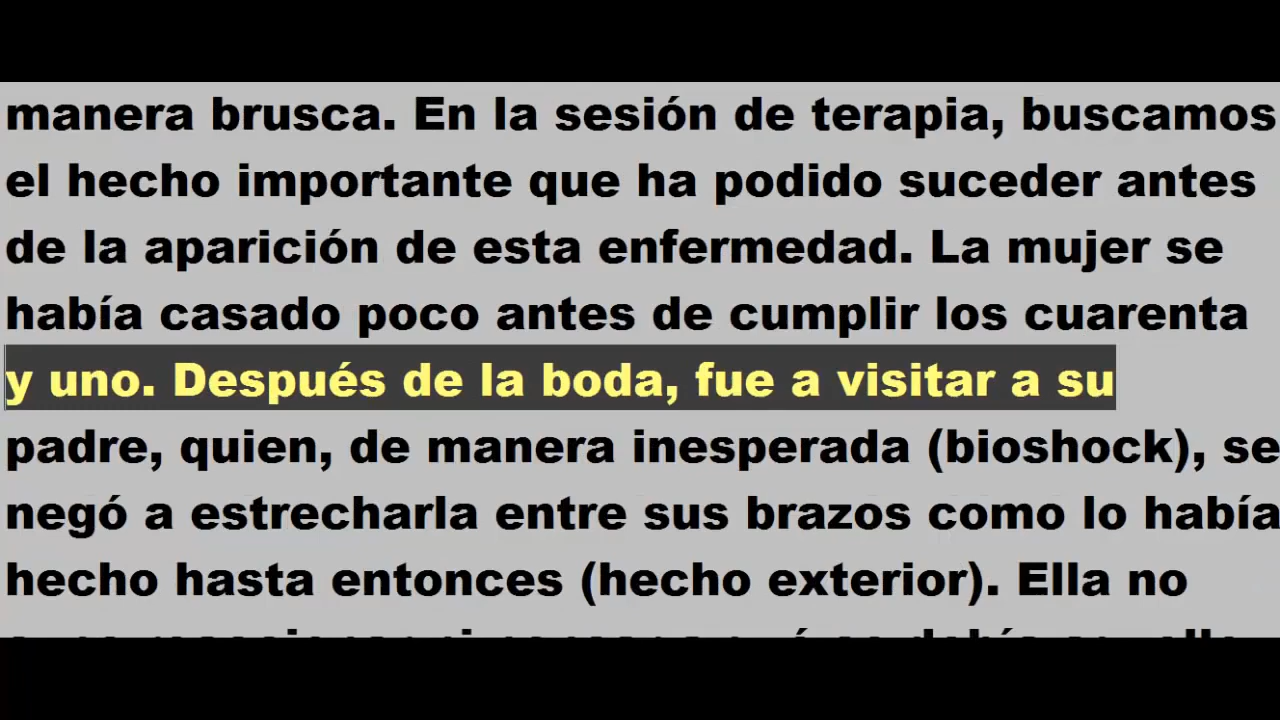 manera brusca. En la sesión de terapia, buscamos
el hecho importante que ha podido suceder antes
de la aparición de esta enfermedad. La mujer se
había casado poco antes de cumplir los cuarenta
y uno. Después de la boda, fue a visitar a su
padre, quien, de manera inesperada (bioshock), se
negó a estrecharla entre sus brazos como lo había
hecho hasta entonces (hecho exterior). Ella no